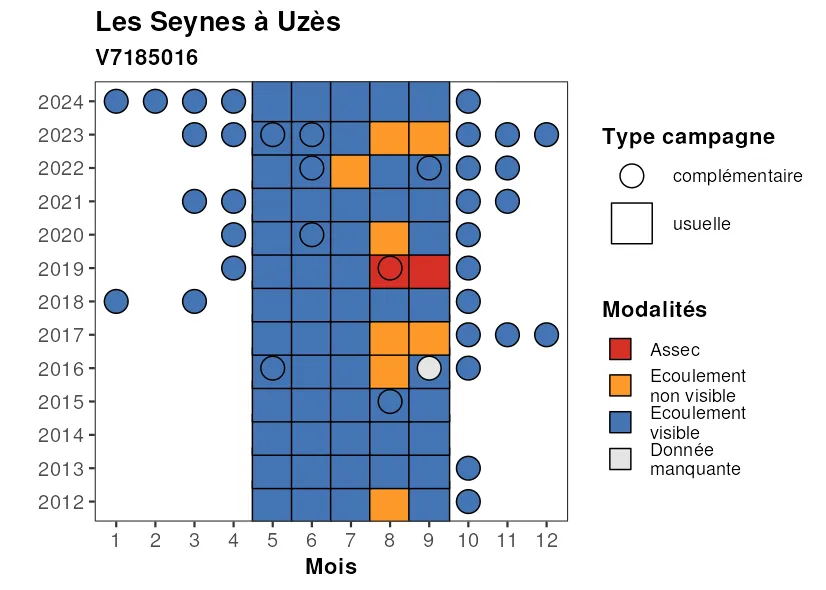 Les Seynes à Uzès
V7185016
2024
2023
2022
2021
2020
2019
2018
2017
2016
2015
2014
2013
2012
1 2 3 4 5 6 7 8 9 10 11 12
Mois
Type campagne
complémentaire
usuelle
Modalités
Assec
Ecoulement
non visible
Ecoulement
visible
Donnée
manquante